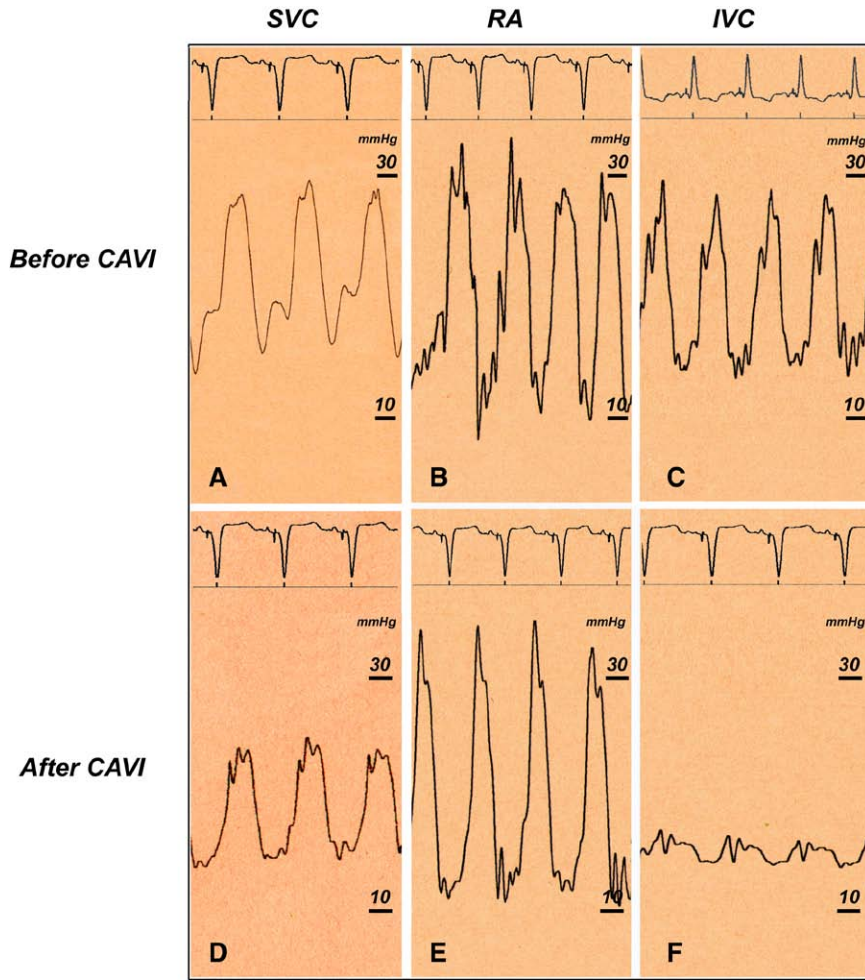 SVC RA IVC
mmHg mmHg mmHg
30 30 30
Before CAVI
10 10 10
A B C
mmHg mmHg mmHg
30 30 30
After CAVI
10 10 10
D E F